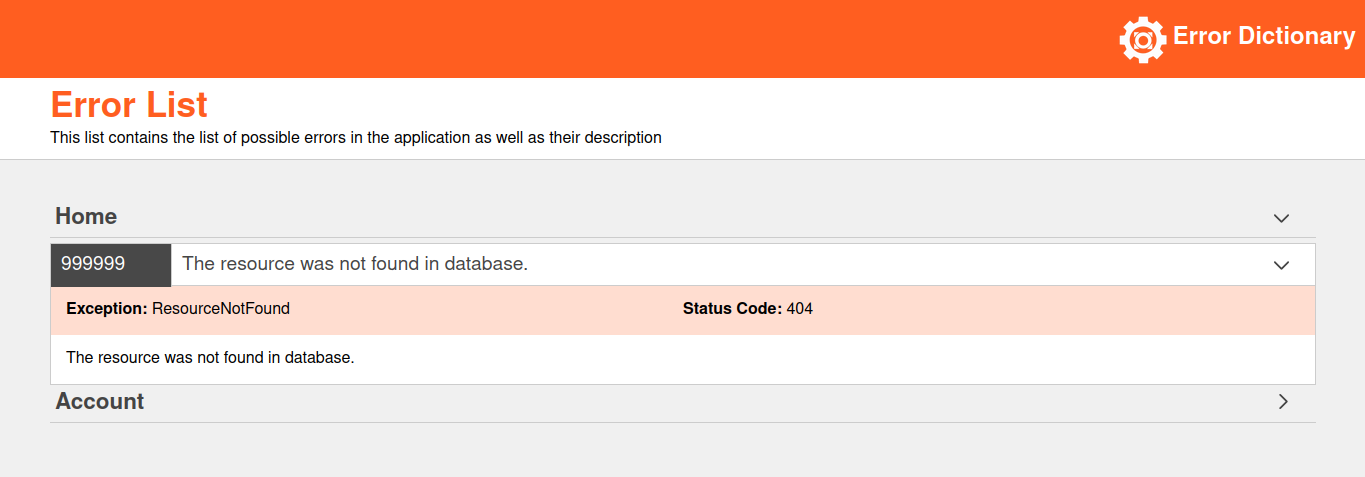 Error Dictionary
Error List
This list contains the list of possible errors in the application as well as their description
Home
999999 The resource was not found in database.
Exception: ResourceNotFound Status Code: 404
The resource was not found in database.
Account